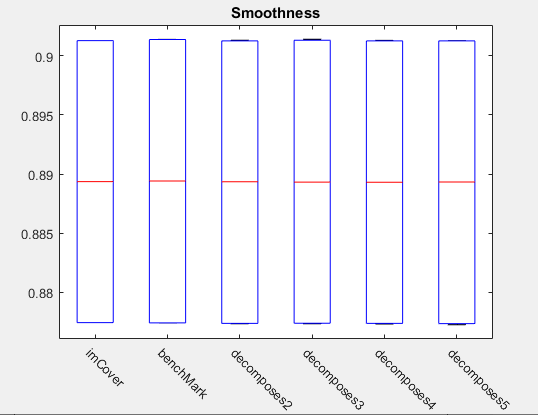 Smoothness
0.9
0.895
0.89
0.885
0.88
imCover
benchMark
decomposes2
decomposes3
decomposes4
decomposes5